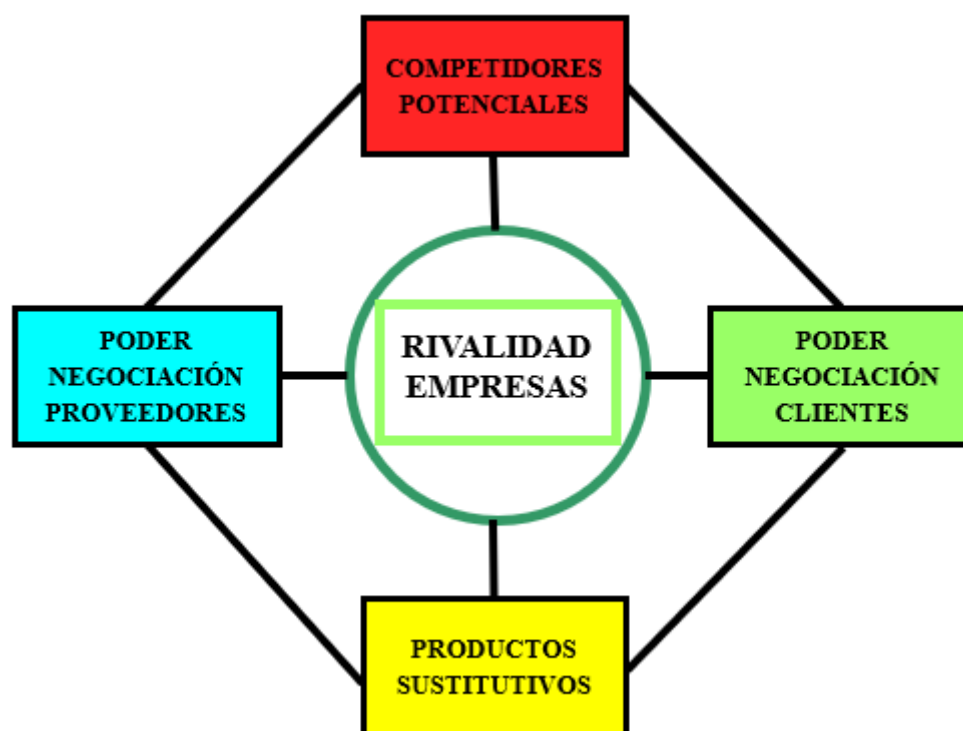 COMPETIDORES
POTENCIALES
PODER
NEGOCIACIÓN
PROVEEDORES
RIVALIDAD
EMPRESAS
PODER
NEGOCIACIÓN
CLIENTES
PRODUCTOS
SUSTITUTIVOS